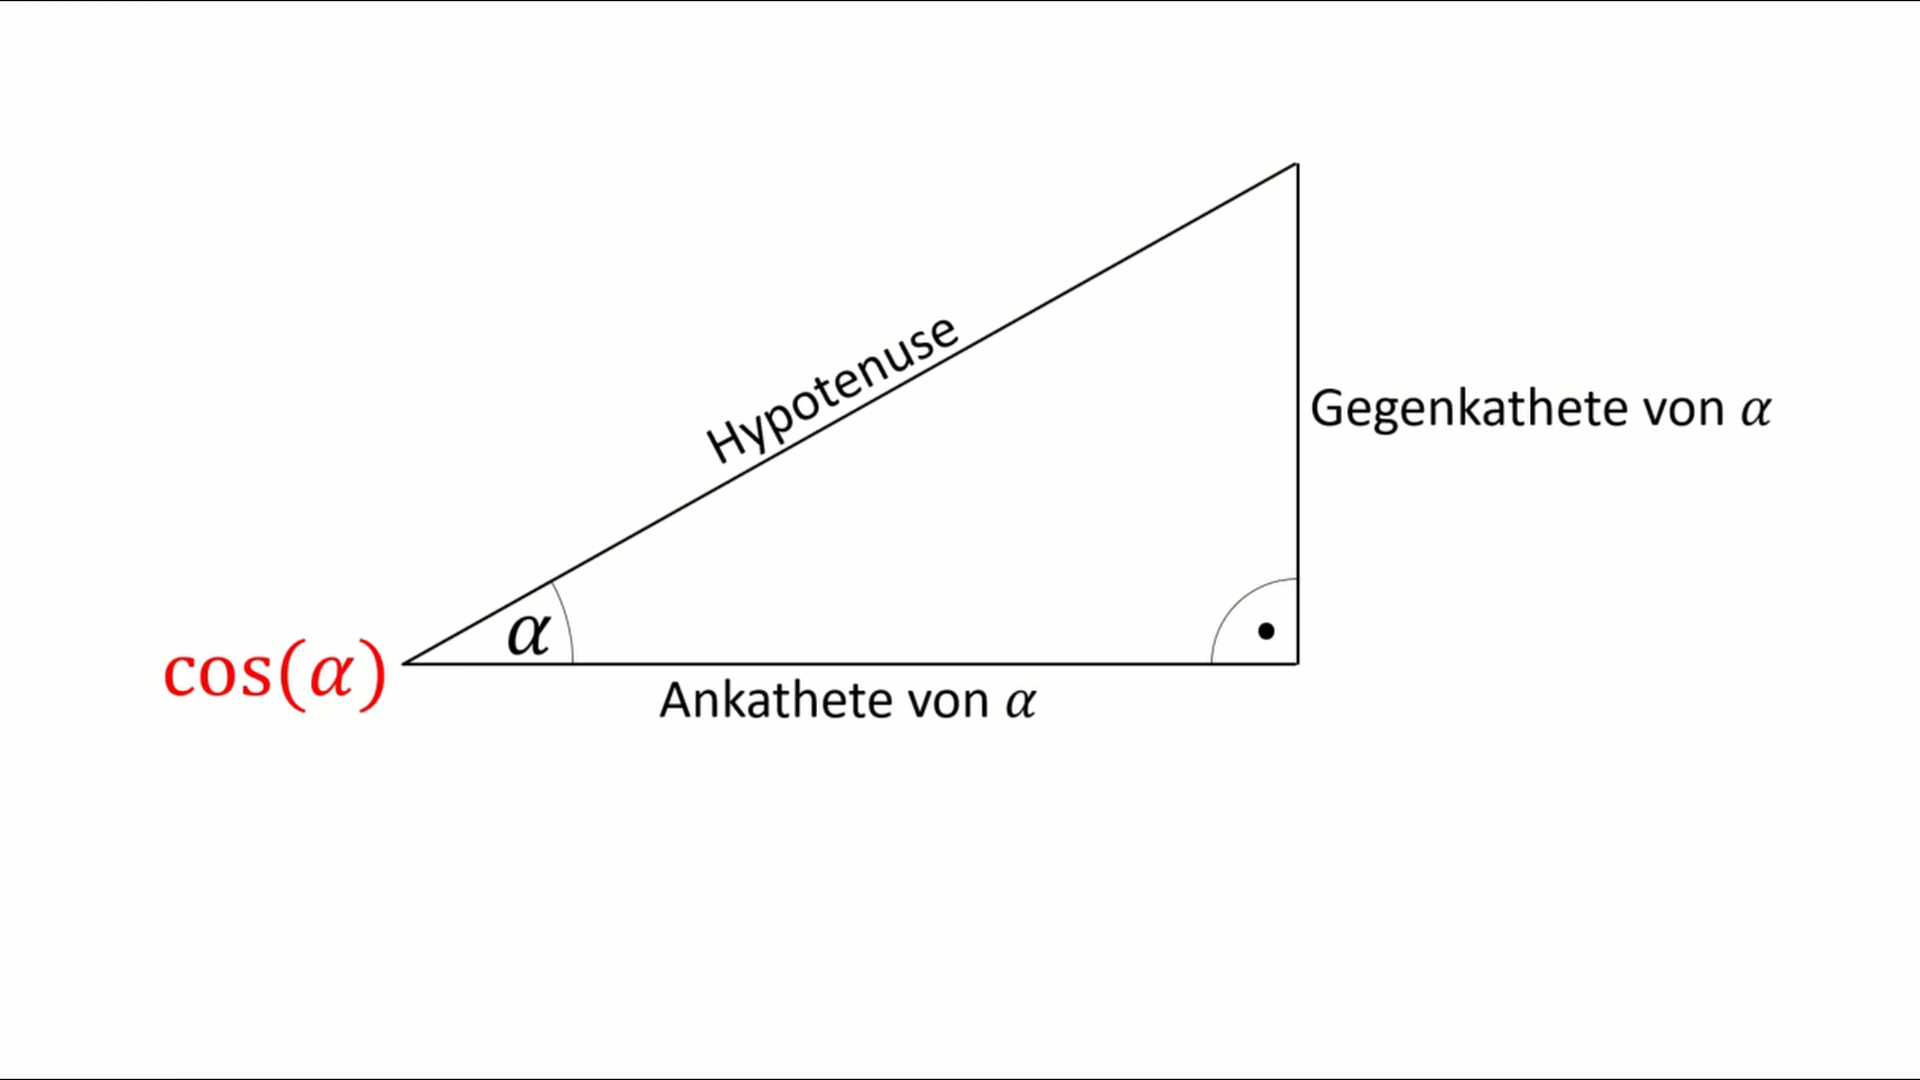 Hypotenuse
Gegenkathete von α
α
cos(α)
Ankathete von α